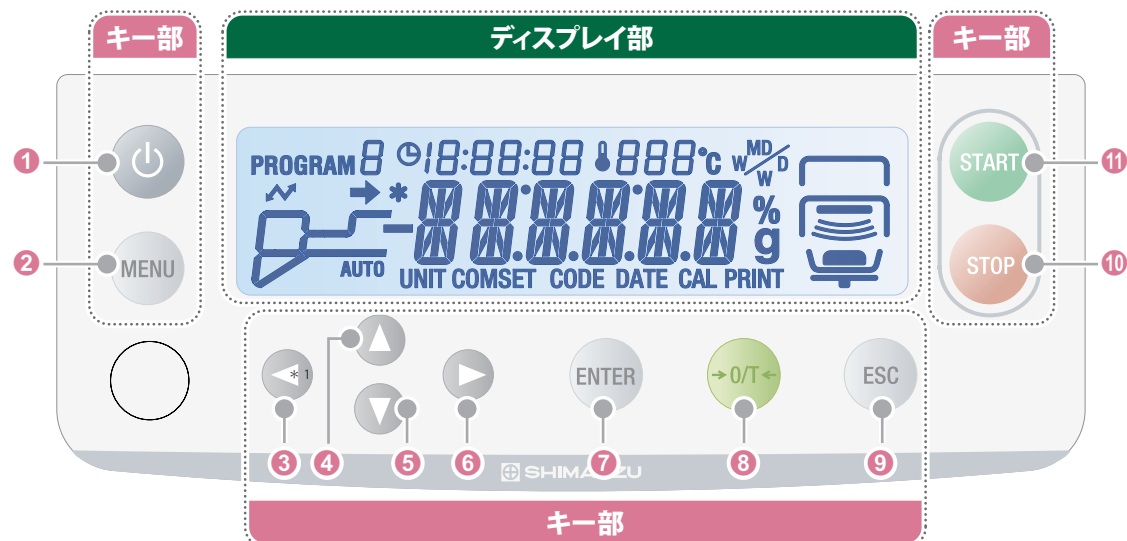 キー部
ディスプレイ部
キー部
PROGRAM 8 18:88:88 888℃ W MD/W D
* %
g
AUTO
UNIT COMSET CODE DATE CAL PRINT
1
2 MENU
START 11
STOP 10
*1
ENTER
→0/T←
ESC
3 4 5 6 7 8 9
SHIMADZU
キー部